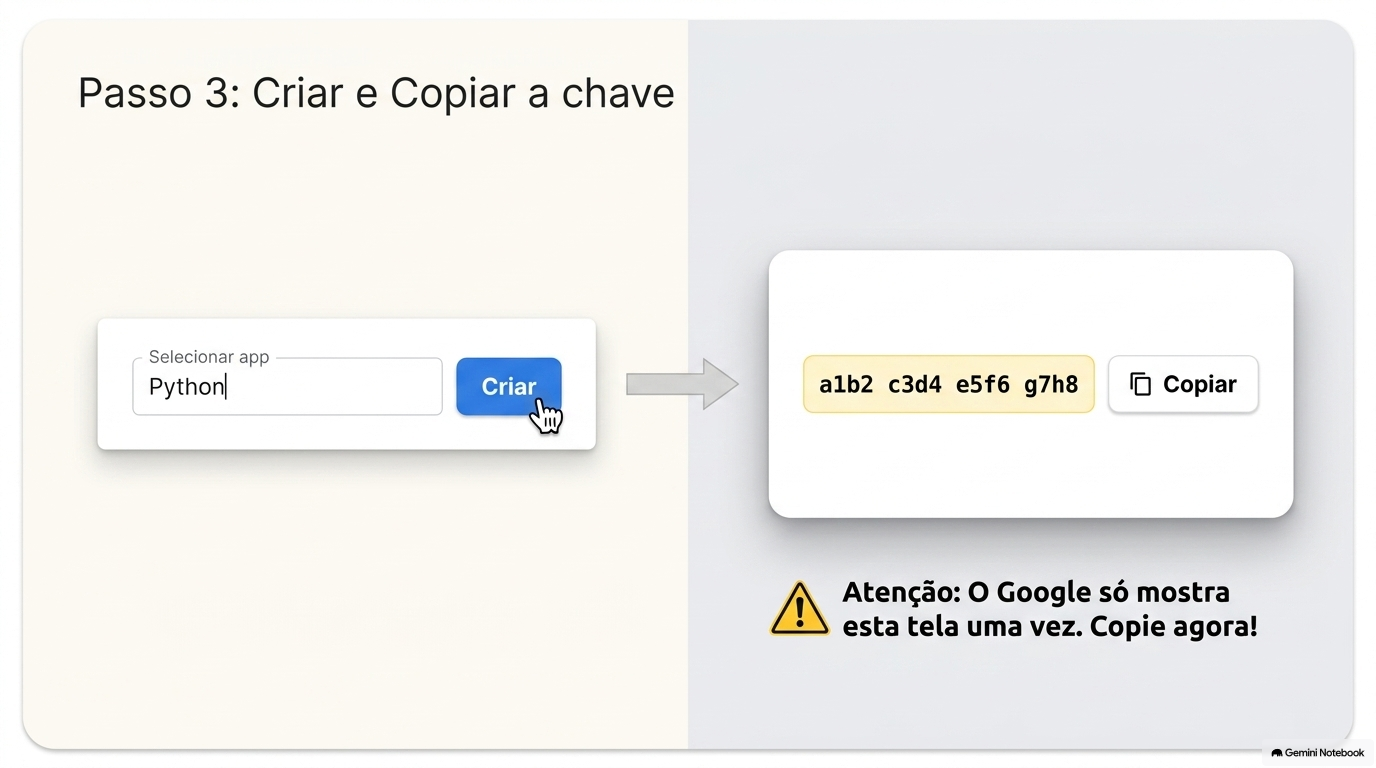 Passo 3: Criar e Copiar a chave
Selecionar app
Python
Criar
a1b2 c3d4 e5f6 g7h8
Copiar
Atenção: O Google só mostra
esta tela uma vez. Copie agora!
Gemini Notebook